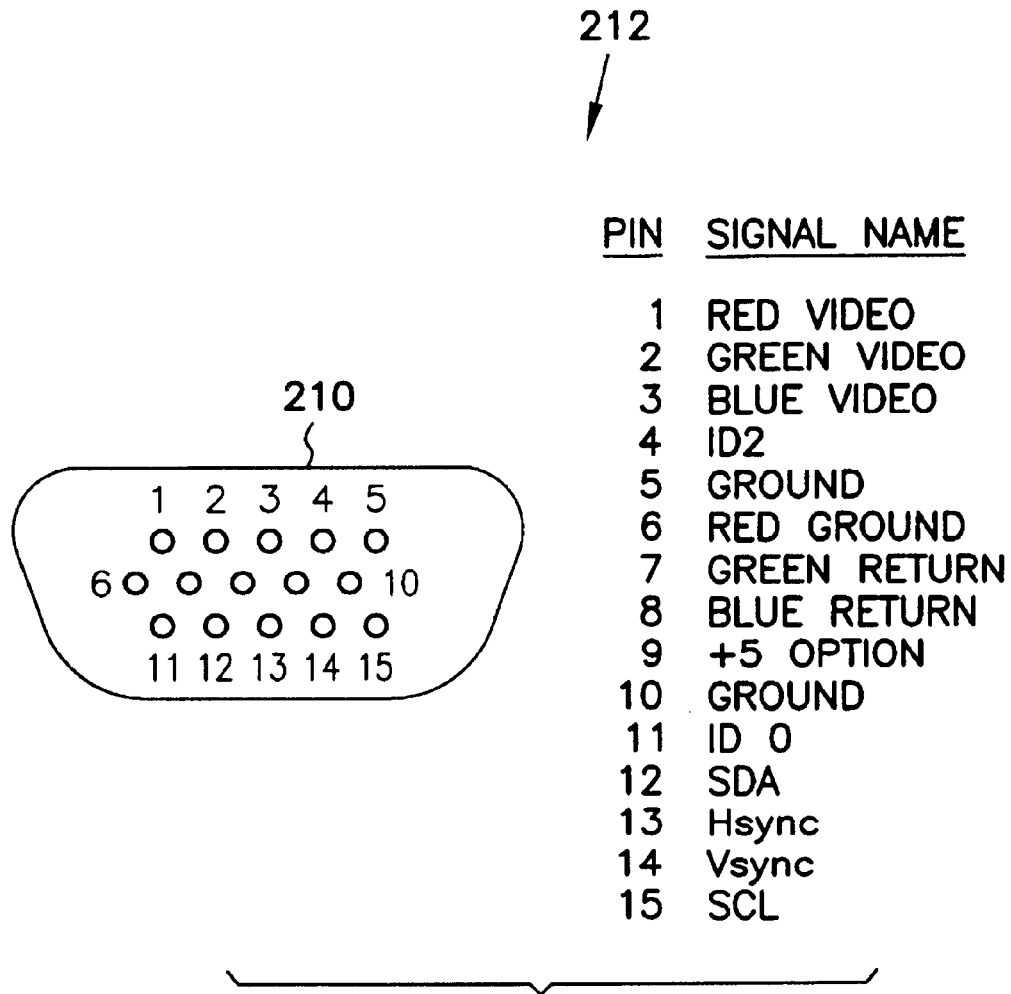 212
PIN SIGNAL NAME
1 RED VIDEO
2 GREEN VIDEO
3 BLUE VIDEO
4 ID2
5 GROUND
6 RED GROUND
7 GREEN RETURN
8 BLUE RETURN
9 +5 OPTION
10 GROUND
11 ID 0
12 SDA
13 Hsync
14 Vsync
15 SCL
210
1 2 3 4 5
6 10
11 12 13 14 15